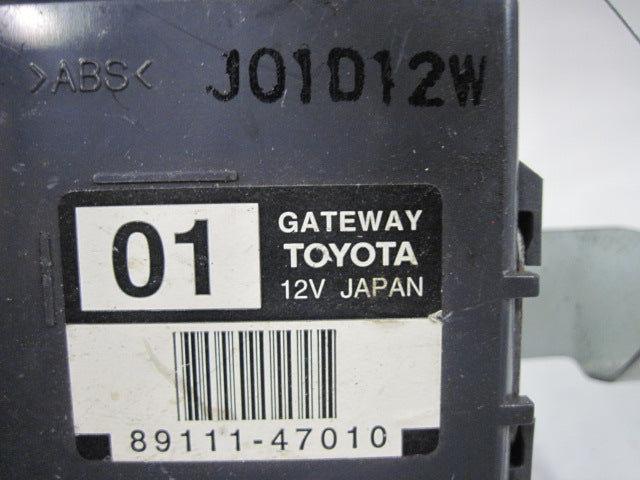 >ABS<
J01D12W
01
GATEWAY
TOYOTA
12V JAPAN
89111-47010